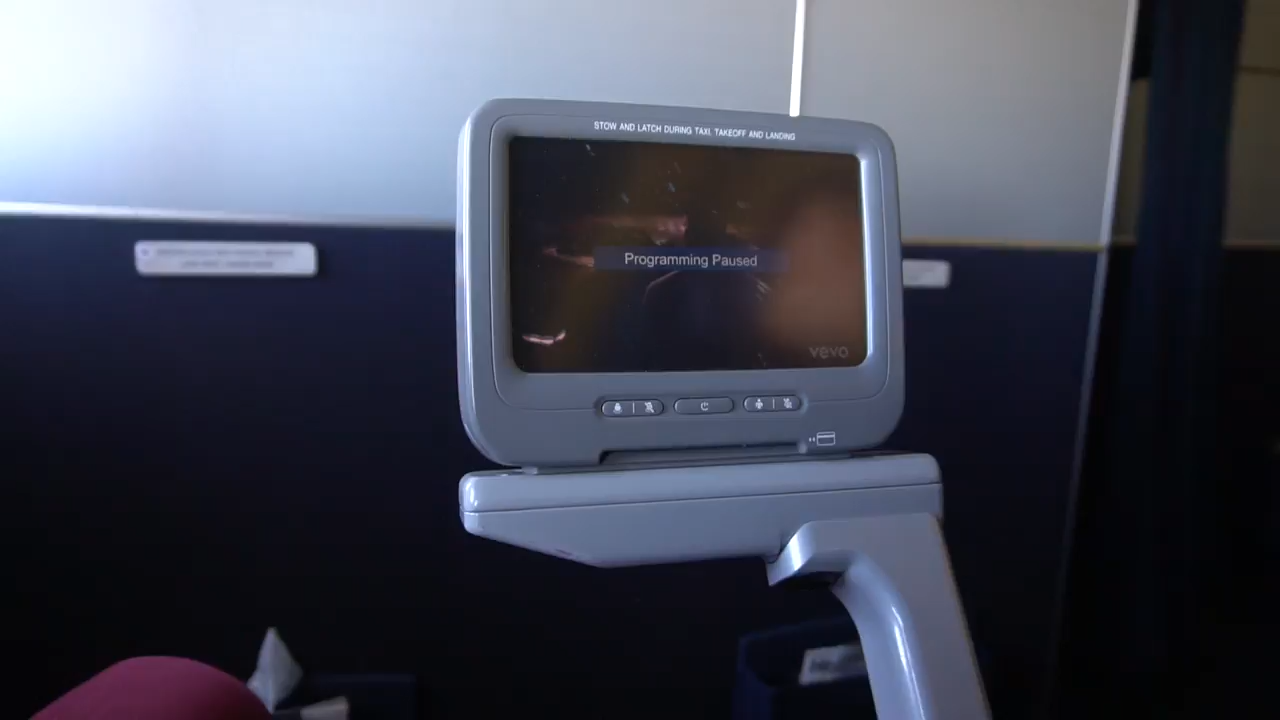 STOW AND LATCH DURING TAXI, TAKEOFF AND LANDING
Programming Paused
vevo